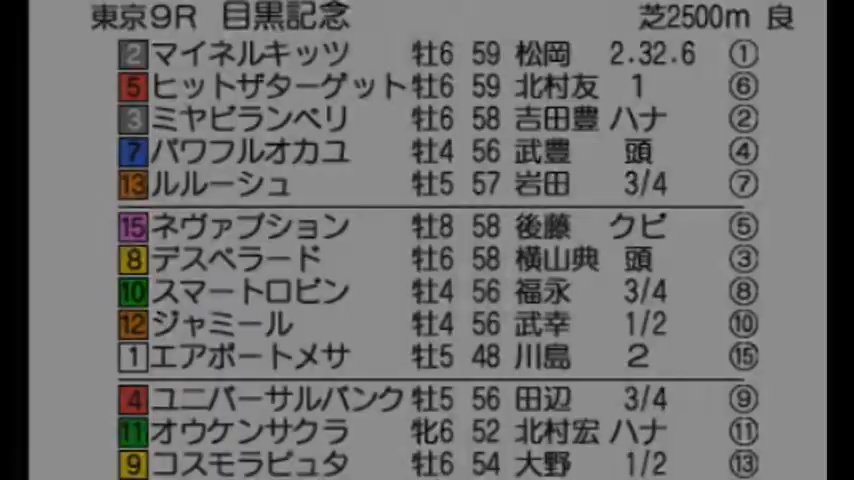 東京9R 目黒記念 芝2500m 良
2 マイネルキッツ 牡6 59 松岡 2.32.6 ①
5 ヒットザターゲット 牡6 59 北村友 1 ⑥
3 ミヤビランベリ 牡6 58 吉田豊 ハナ ②
7 パワフルオカユ 牡4 56 武豊 頭 ④
13 ルルーシュ 牡5 57 岩田 3/4 ⑦
15 ネヴァブション 牡8 58 後藤 クビ ⑤
8 デスペラード 牡6 58 横山典 頭 ③
10 スマートロビン 牡4 56 福永 3/4 ⑧
12 ジャミール 牡4 56 武幸 1/2 ⑩
1 エアポートメサ 牡5 48 川島 2 ⑮
4 ユニバーサルバンク 牡5 56 田辺 3/4 ⑨
11 オウケンサクラ 牝6 52 北村宏 ハナ ⑪
9 コスモラピュタ 牡6 54 大野 1/2 ⑬